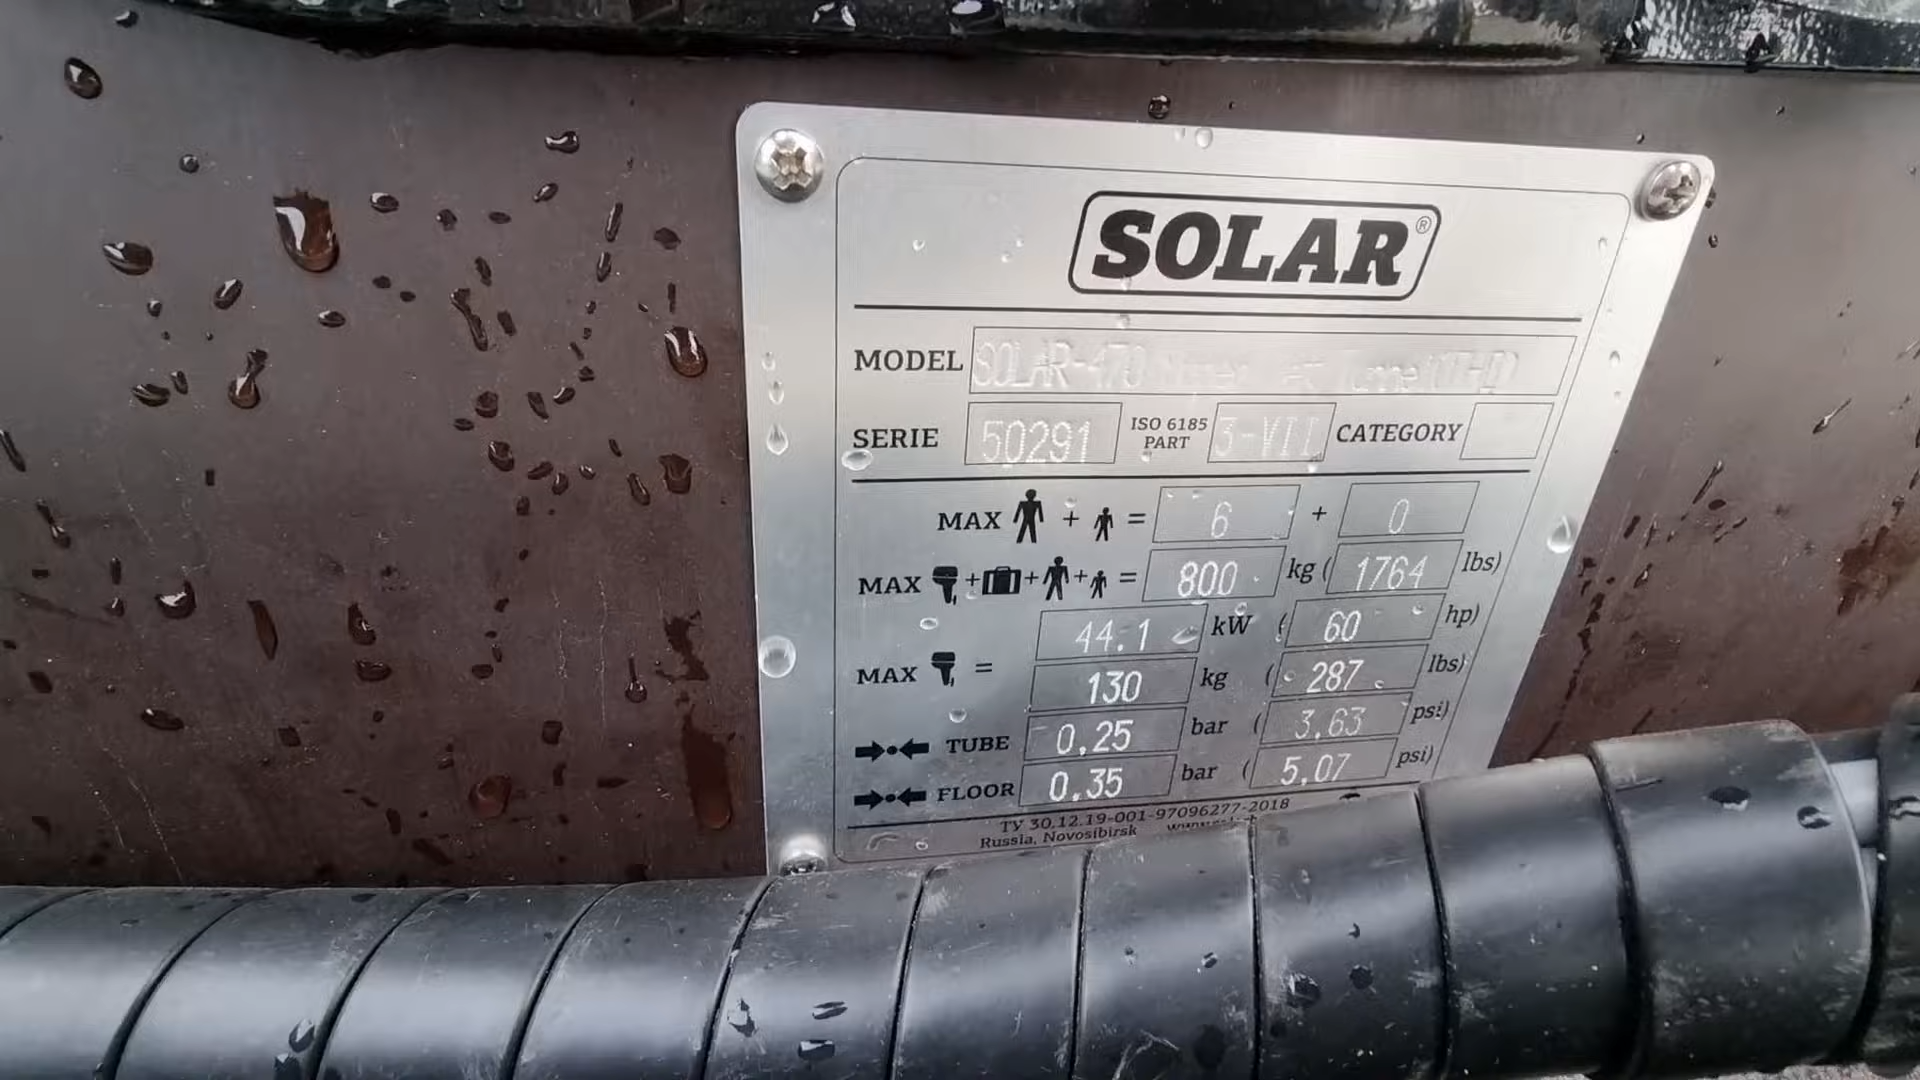 SOLAR®
MODEL SOLAR-470
SERIE 50291 ISO 6185 PART 3-VII CATEGORY
MAX + = 6 + 0
MAX + + + = 800 kg ( 1764 lbs)
44.1 kW ( 60 hp)
MAX =
130 kg ( 287 lbs)
TUBE 0,25 bar ( 3,63 psi)
FLOOR 0,35 bar ( 5,07 psi)
ТУ 30.12.19-001-97096277-2018
Russia, Novosibirsk